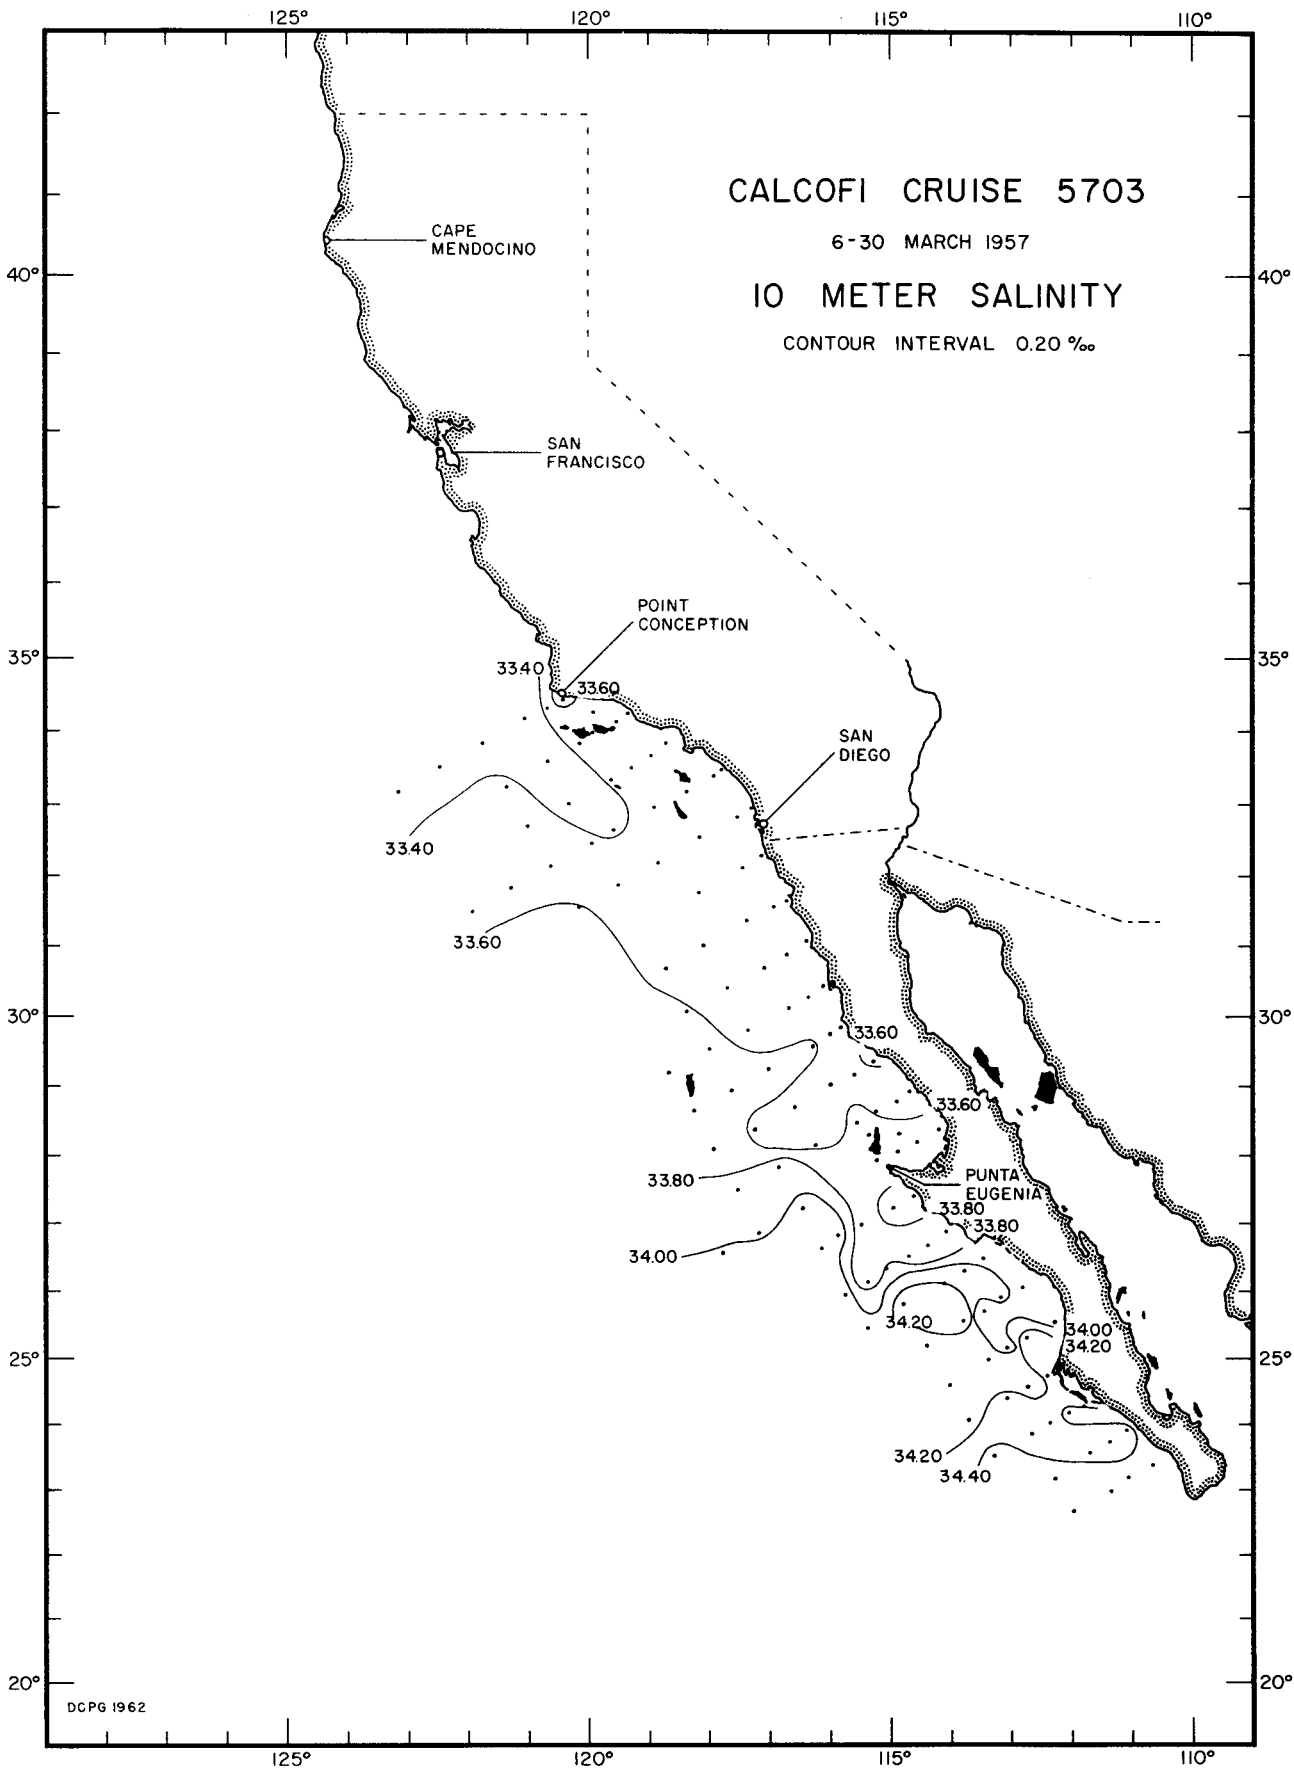 125° 120° 115° 110°
CALCOFI CRUISE 5703
6-30 MARCH 1957
10 METER SALINITY
CONTOUR INTERVAL 0.20 ‰
CAPE
MENDOCINO
40° 40°
SAN
FRANCISCO
POINT
CONCEPTION
35° 35°
33.40
33.60
SAN
DIEGO
33.40
33.60
30° 30°
33.60
33.60
33.80
PUNTA
EUGENIA
33.80
33.80
34.00
34.20
34.00
34.20
25° 25°
34.20
34.40
20° 20°
DCPG 1962
125° 120° 115° 110°